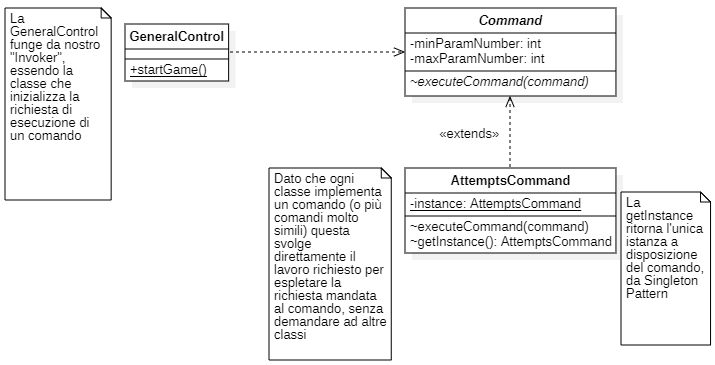 La
GeneralControl
funge da nostro
"Invoker",
essendo la
classe che
inizializza la
richiesta di
esecuzione di
un comando
GeneralControl
+startGame()
Command
-minParamNumber: int
-maxParamNumber: int
~executeCommand(command)
«extends»
Dato che ogni
classe implementa
un comando (o più
comandi molto
simili) questa
svolge
direttamente il
lavoro richiesto per
espletare la
richiesta mandata
al comando, senza
demandare ad altre
classi
AttemptsCommand
-instance: AttemptsCommand
~executeCommand(command)
~getInstance(): AttemptsCommand
La
getInstance
ritorna l'unica
istanza a
disposizione
del comando,
da Singleton
Pattern